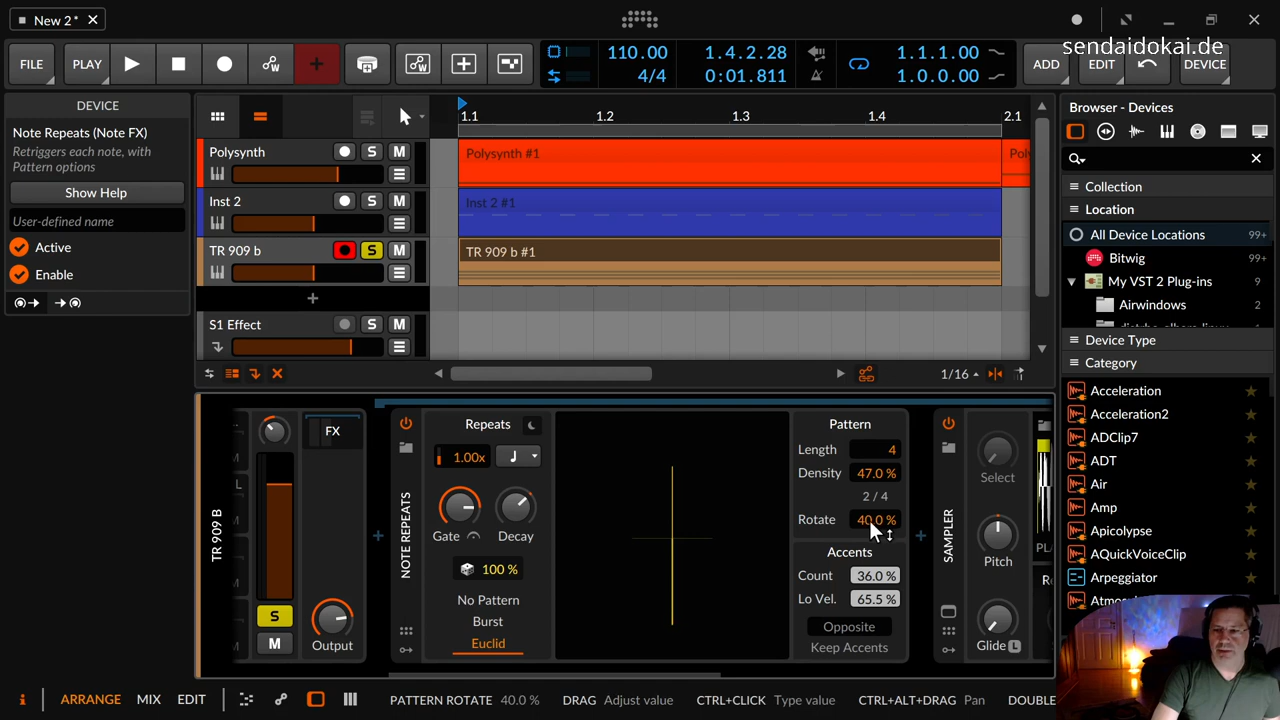 New 2*
sendaidokai.de
FILE
PLAY
110.00
4/4
1.4.2.28
0:01.811
1.1.1.00
1.0.0.00
ADD
EDIT
DEVICE
DEVICE
Note Repeats (Note FX)
Retriggers each note, with
Pattern options
Show Help
User-defined name
Active
Enable
1.1
1.2
1.3
1.4
2.1
Polysynth
S
M
Polysynth #1
Inst 2
S
M
Inst 2 #1
TR 909 b
S
M
TR 909 b #1
S1 Effect
S
M
1/16
Browser - Devices
Collection
Location
All Device Locations 99+
Bitwig 99+
My VST 2 Plug-ins 9
Airwindows 2
Device Type
Category
Acceleration
Acceleration2
ADClip7
ADT
Air
Amp
Apicolypse
AQuickVoiceClip
Arpeggiator
TR 909 B
FX
S
M
Output
NOTE REPEATS
Repeats
1.00x
Gate
Decay
100 %
No Pattern
Burst
Euclid
Pattern
Length 4
Density 47.0 %
2 / 4
Rotate 40.0 %
Accents
Count 36.0 %
Lo Vel. 65.5 %
Opposite
Keep Accents
SAMPLER
Select
Pitch
Glide L
ARRANGE
MIX
EDIT
PATTERN ROTATE 40.0 %
DRAG Adjust value
CTRL+CLICK Type value
CTRL+ALT+DRAG Pan